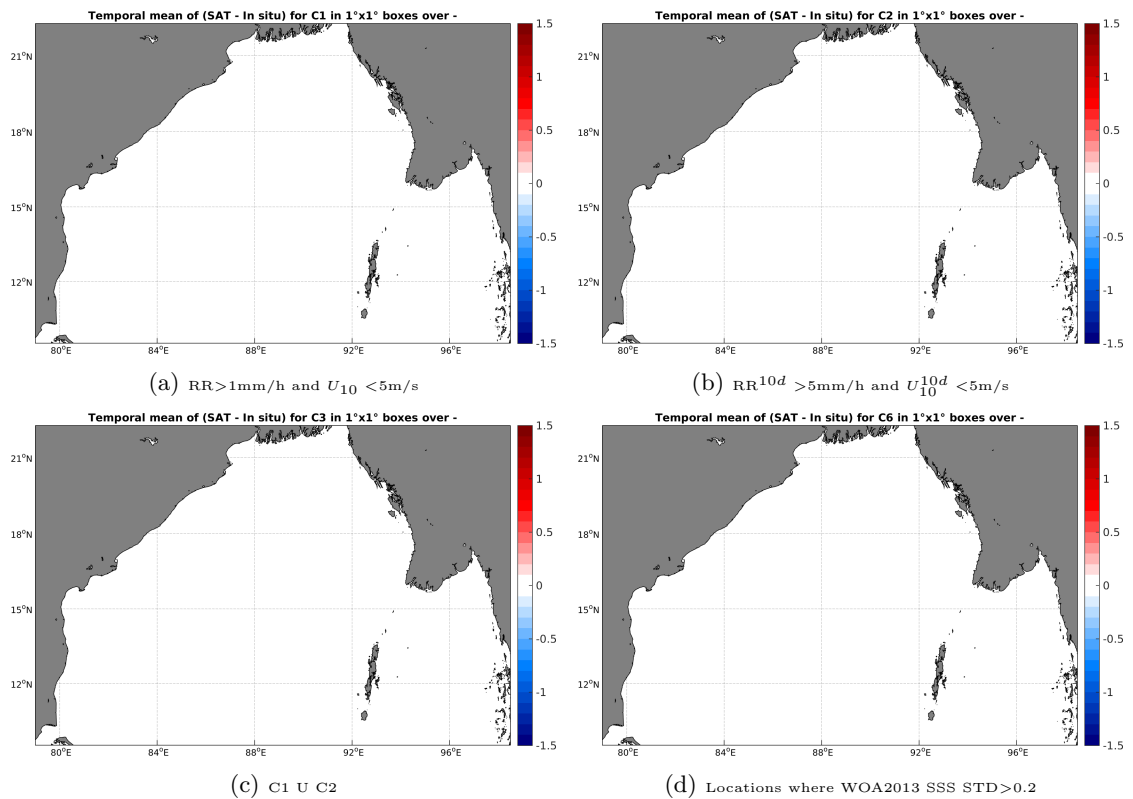 Temporal mean of (SAT - In situ) for C1 in 1°x1° boxes over -
21°N
18°N
15°N
12°N
80°E 84°E 88°E 92°E 96°E
1.5
1
0.5
0
-0.5
-1
-1.5
(a) RR>1mm/h and U10 <5m/s
Temporal mean of (SAT - In situ) for C2 in 1°x1° boxes over -
21°N
18°N
15°N
12°N
80°E 84°E 88°E 92°E 96°E
1.5
1
0.5
0
-0.5
-1
-1.5
(b) RR10d >5mm/h and U10d10 <5m/s
Temporal mean of (SAT - In situ) for C3 in 1°x1° boxes over -
21°N
18°N
15°N
12°N
80°E 84°E 88°E 92°E 96°E
1.5
1
0.5
0
-0.5
-1
-1.5
(c) C1 U C2
Temporal mean of (SAT - In situ) for C6 in 1°x1° boxes over -
21°N
18°N
15°N
12°N
80°E 84°E 88°E 92°E 96°E
1.5
1
0.5
0
-0.5
-1
-1.5
(d) Locations where WOA2013 SSS STD>0.2